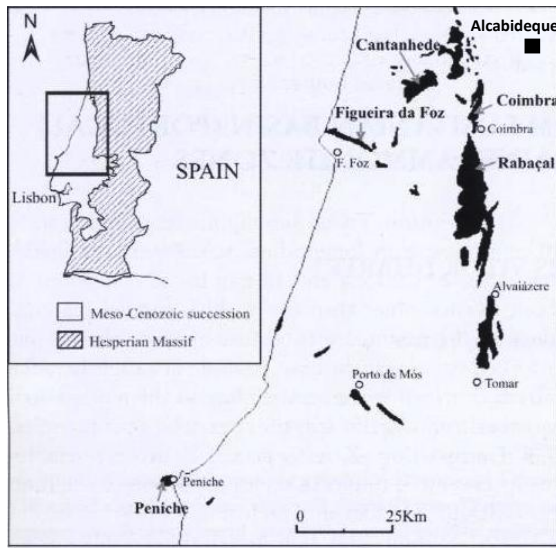 N
Alcabideque
Cantanhede
Figueira da Foz
Coimbra
Coimbra
F. Foz
Rabaçal
SPAIN
Lisbon
Alvaiázere
Meso-Cenozoic succession
Hesperian Massif
Porto de Mós
Tomar
Peniche
Peniche
0 25Km